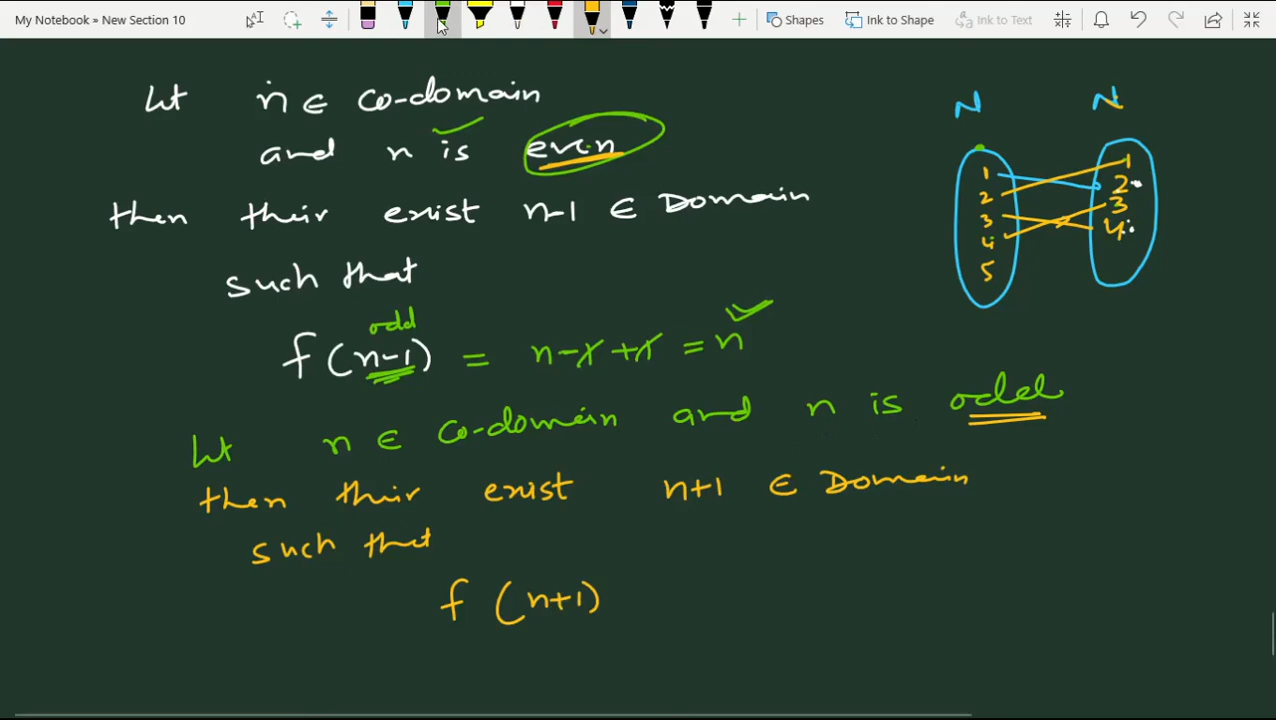 My Notebook » New Section 10
Shapes
Ink to Shape
Ink to Text
Let n ∈ co-domain
and n is even
then their exist n-1 ∈ Domain
such that
odd
f(n-1) = n-1+1 = n
Let n ∈ co-domain and n is odd
then their exist n+1 ∈ Domain
such that
f (n+1)
N N
1 1
2 2
3 3
4 4
5